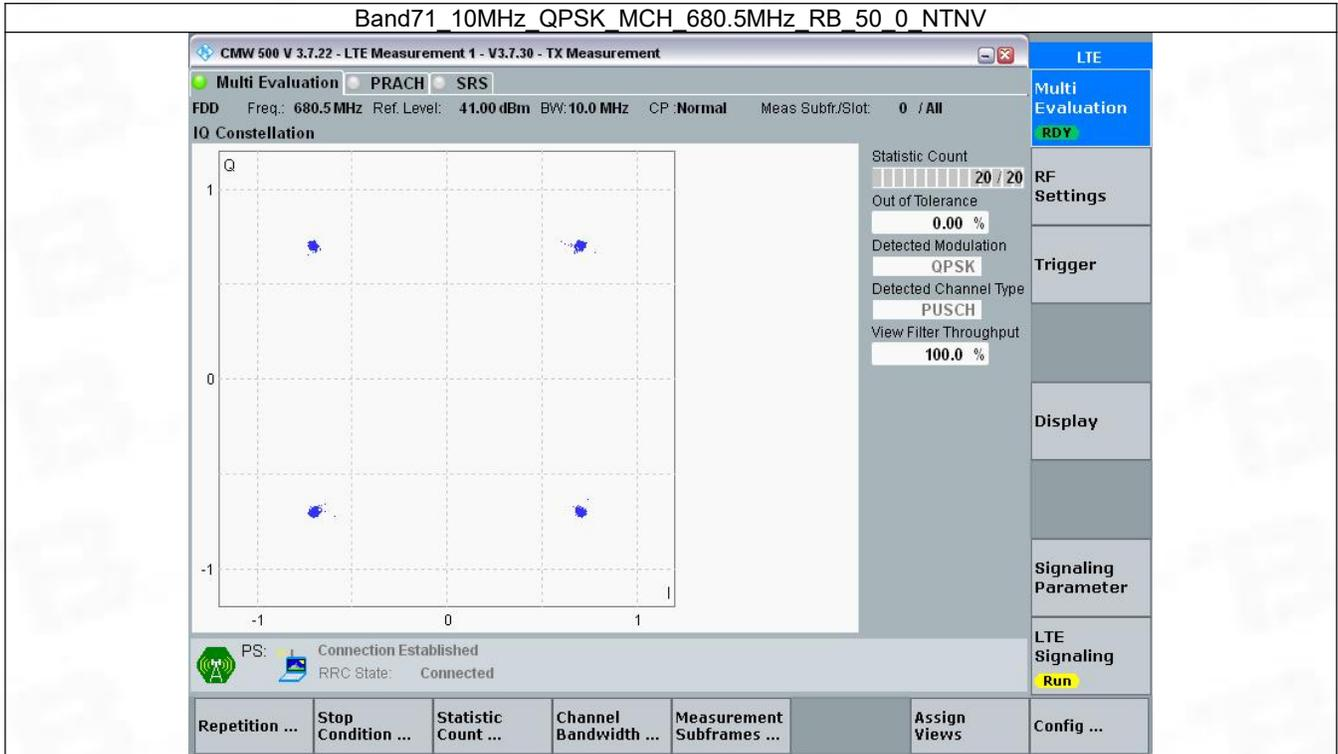 Band71_10MHz_QPSK_MCH_680.5MHz_RB_50_0_NTNV
CMW 500 V 3.7.22 - LTE Measurement 1 - V3.7.30 - TX Measurement
LTE
Multi Evaluation PRACH SRS
Multi
Evaluation
RDY
FDD Freq.: 680.5 MHz Ref. Level: 41.00 dBm BW: 10.0 MHz CP :Normal Meas Subfr./Slot: 0 / All
IQ Constellation
Q
1
0
-1
I
-1 0 1
Statistic Count
20 / 20
Out of Tolerance
0.00 %
Detected Modulation
QPSK
Detected Channel Type
PUSCH
View Filter Throughput
100.0 %
RF
Settings
Trigger
Display
Signaling
Parameter
LTE
Signaling
Run
PS: Connection Established
RRC State: Connected
Repetition ...
Stop
Condition ...
Statistic
Count ...
Channel
Bandwidth ...
Measurement
Subframes ...
Assign
Views
Config ...